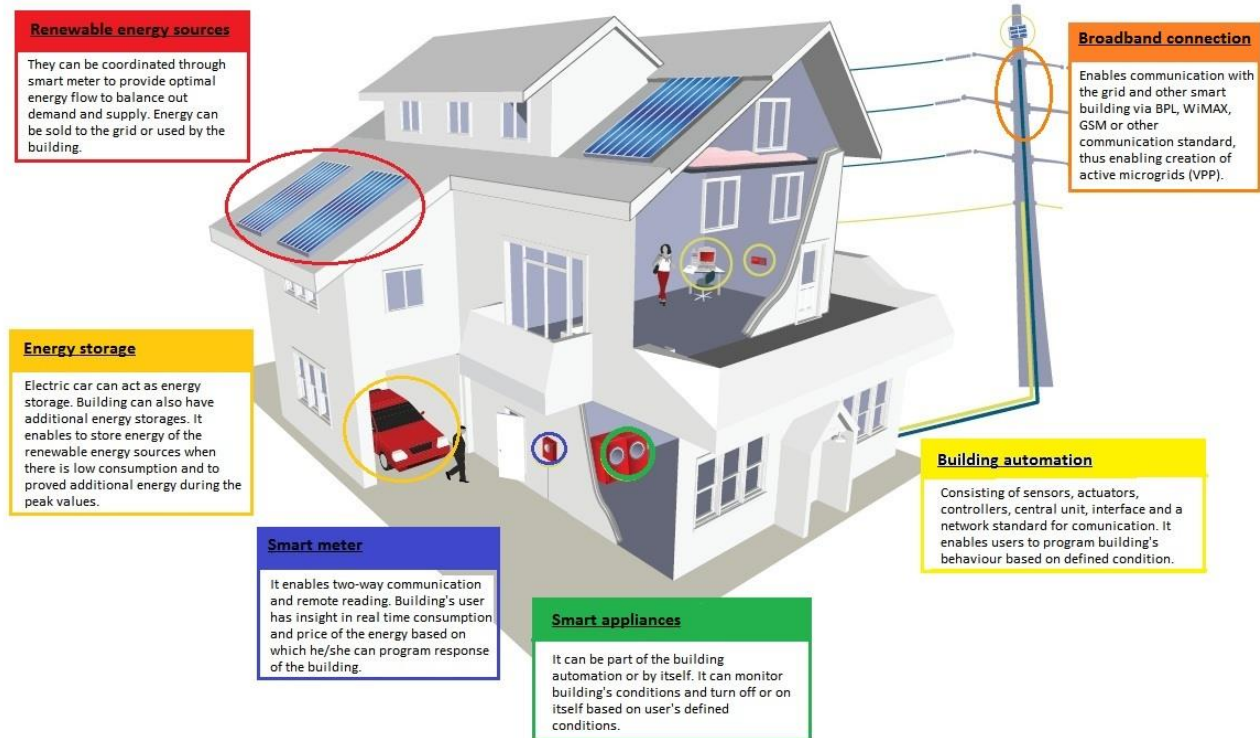 Renewable energy sources
They can be coordinated through
smart meter to provide optimal
energy flow to balance out
demand and supply. Energy can
be sold to the grid or used by the
building.
Broadband connection
Enables communication with
the grid and other smart
building via BPL, WiMAX,
GSM or other
communication standard,
thus enabling creation of
active microgrids (VPP).
Energy storage
Electric car can act as energy
storage. Building can also have
additional energy storages. It
enables to store energy of the
renewable energy sources when
there is low consumption and to
proved additional energy during the
peak values.
Building automation
Consisting of sensors, actuators,
controllers, central unit, interface and a
network standard for comunication. It
enables users to program building's
behaviour based on defined condition.
Smart meter
It enables two-way communication
and remote reading. Building's user
has insight in real time consumption
and price of the energy based on
which he/she can program response
of the building.
Smart appliances
It can be part of the building
automation or by itself. It can monitor
building's conditions and turn off or on
itself based on user's defined
conditions.